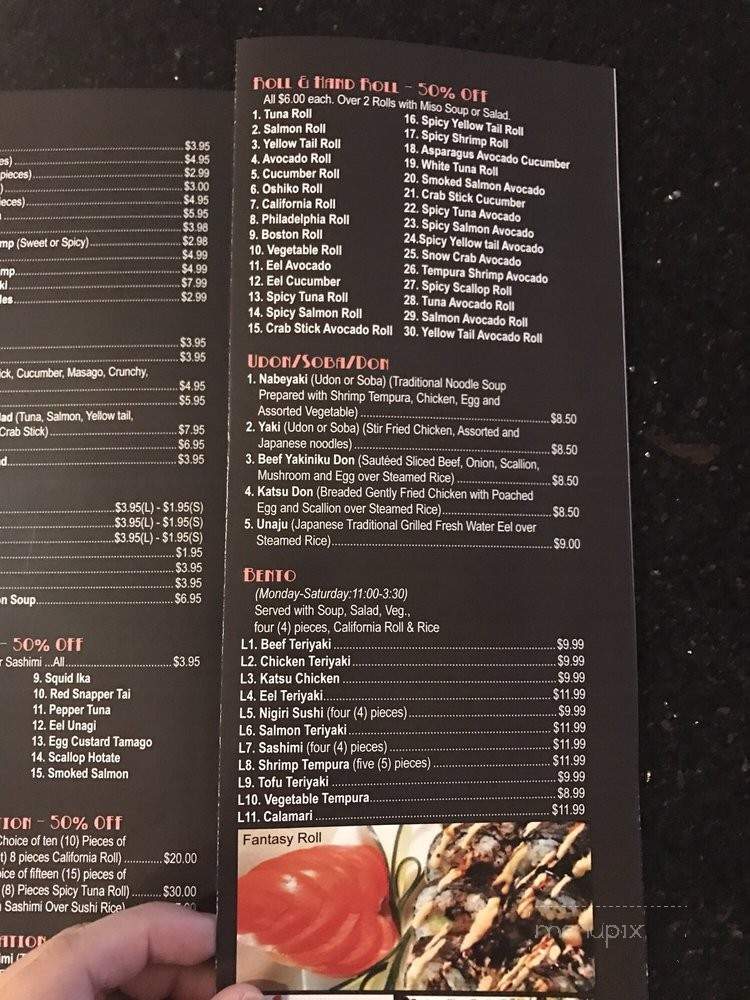 $3.95
es) $4.95
pieces) $2.99
) $3.00
eces) $4.95
$5.95
$3.98
mp (Sweet or Spicy) $2.98
$4.99
mp $4.99
ki $7.99
les $2.99
$3.95
$3.95
ick, Cucumber, Masago, Crunchy,
$4.95
$5.95
lad (Tuna, Salmon, Yellow tail,
Crab Stick) $7.95
$6.95
d $3.95
$3.95(L) - $1.95(S)
$3.95(L) - $1.95(S)
$3.95(L) - $1.95(S)
$1.95
$3.95
$3.95
on Soup $6.95
- 50% OFF
r Sashimi ...All $3.95
9. Squid Ika
10. Red Snapper Tai
11. Pepper Tuna
12. Eel Unagi
13. Egg Custard Tamago
14. Scallop Hotate
15. Smoked Salmon
TION - 50% OFF
Choice of ten (10) Pieces of
t) 8 pieces California Roll) $20.00
oice of fifteen (15) pieces of
(8) Pieces Spicy Tuna Roll) $30.00
n Sashimi Over Sushi Rice)
ATION
Roll & Hand Roll - 50% OFF
All $6.00 each. Over 2 Rolls with Miso Soup or Salad.
1. Tuna Roll
2. Salmon Roll
3. Yellow Tail Roll
4. Avocado Roll
5. Cucumber Roll
6. Oshiko Roll
7. California Roll
8. Philadelphia Roll
9. Boston Roll
10. Vegetable Roll
11. Eel Avocado
12. Eel Cucumber
13. Spicy Tuna Roll
14. Spicy Salmon Roll
15. Crab Stick Avocado Roll
16. Spicy Yellow Tail Roll
17. Spicy Shrimp Roll
18. Asparagus Avocado Cucumber
19. White Tuna Roll
20. Smoked Salmon Avocado
21. Crab Stick Cucumber
22. Spicy Tuna Avocado
23. Spicy Salmon Avocado
24.Spicy Yellow tail Avocado
25. Snow Crab Avocado
26. Tempura Shrimp Avocado
27. Spicy Scallop Roll
28. Tuna Avocado Roll
29. Salmon Avocado Roll
30. Yellow Tail Avocado Roll
Udon/Soba/Don
1. Nabeyaki (Udon or Soba) (Traditional Noodle Soup
Prepared with Shrimp Tempura, Chicken, Egg and
Assorted Vegetable) $8.50
2. Yaki (Udon or Soba) (Stir Fried Chicken, Assorted and
Japanese noodles) $8.50
3. Beef Yakiniku Don (Sautéed Sliced Beef, Onion, Scallion,
Mushroom and Egg over Steamed Rice) $8.50
4. Katsu Don (Breaded Gently Fried Chicken with Poached
Egg and Scallion over Steamed Rice) $8.50
5. Unaju (Japanese Traditional Grilled Fresh Water Eel over
Steamed Rice) $9.00
Bento
(Monday-Saturday:11:00-3:30)
Served with Soup, Salad, Veg.,
four (4) pieces, California Roll & Rice
L1. Beef Teriyaki $9.99
L2. Chicken Teriyaki $9.99
L3. Katsu Chicken $9.99
L4. Eel Teriyaki $11.99
L5. Nigiri Sushi (four (4) pieces) $9.99
L6. Salmon Teriyaki $11.99
L7. Sashimi (four (4) pieces) $11.99
L8. Shrimp Tempura (five (5) pieces) $11.99
L9. Tofu Teriyaki $9.99
L10. Vegetable Tempura $8.99
L11. Calamari $11.99
Fantasy Roll
menupix